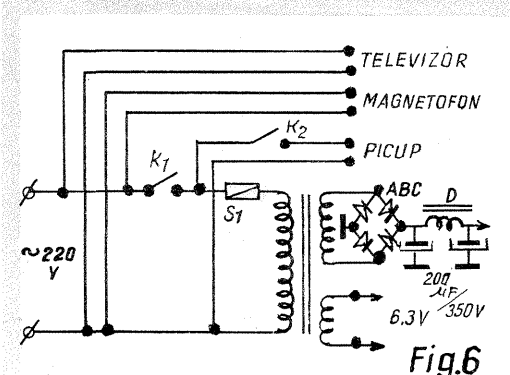 TELEVIZOR
MAGNETOFON
K2
PICUP
K1
S1
ABC
D
~220
V
200
µF/350V
6.3V
Fig.6